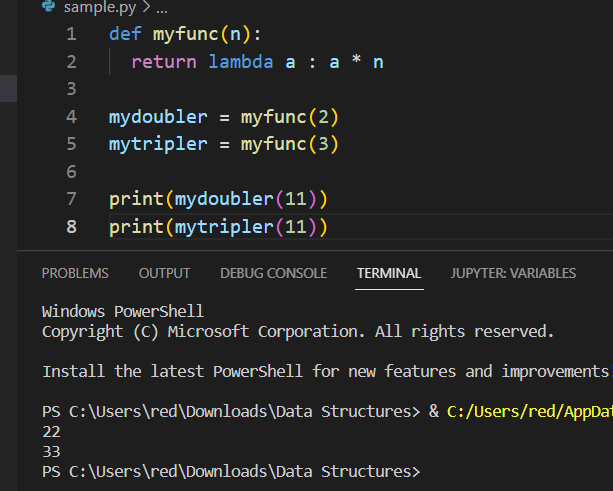 sample.py > ...
1 def myfunc(n):
2   return lambda a : a * n
3
4 mydoubler = myfunc(2)
5 mytripler = myfunc(3)
6
7 print(mydoubler(11))
8 print(mytripler(11))
PROBLEMS OUTPUT DEBUG CONSOLE TERMINAL JUPYTER: VARIABLES
Windows PowerShell
Copyright (C) Microsoft Corporation. All rights reserved.
Install the latest PowerShell for new features and improvements
PS C:\Users\red\Downloads\Data Structures> & C:/Users/red/AppDat
22
33
PS C:\Users\red\Downloads\Data Structures>